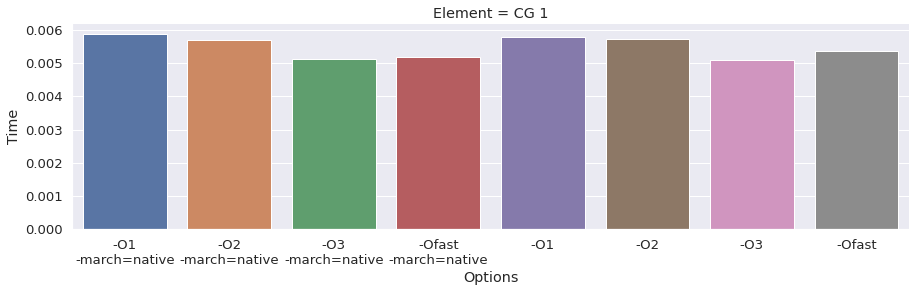 Element = CG 1
0.006
0.005
0.004
0.003
0.002
0.001
0.000
Time
-O1 -O2 -O3 -Ofast -O1 -O2 -O3 -Ofast
-march=native -march=native -march=native -march=native
Options